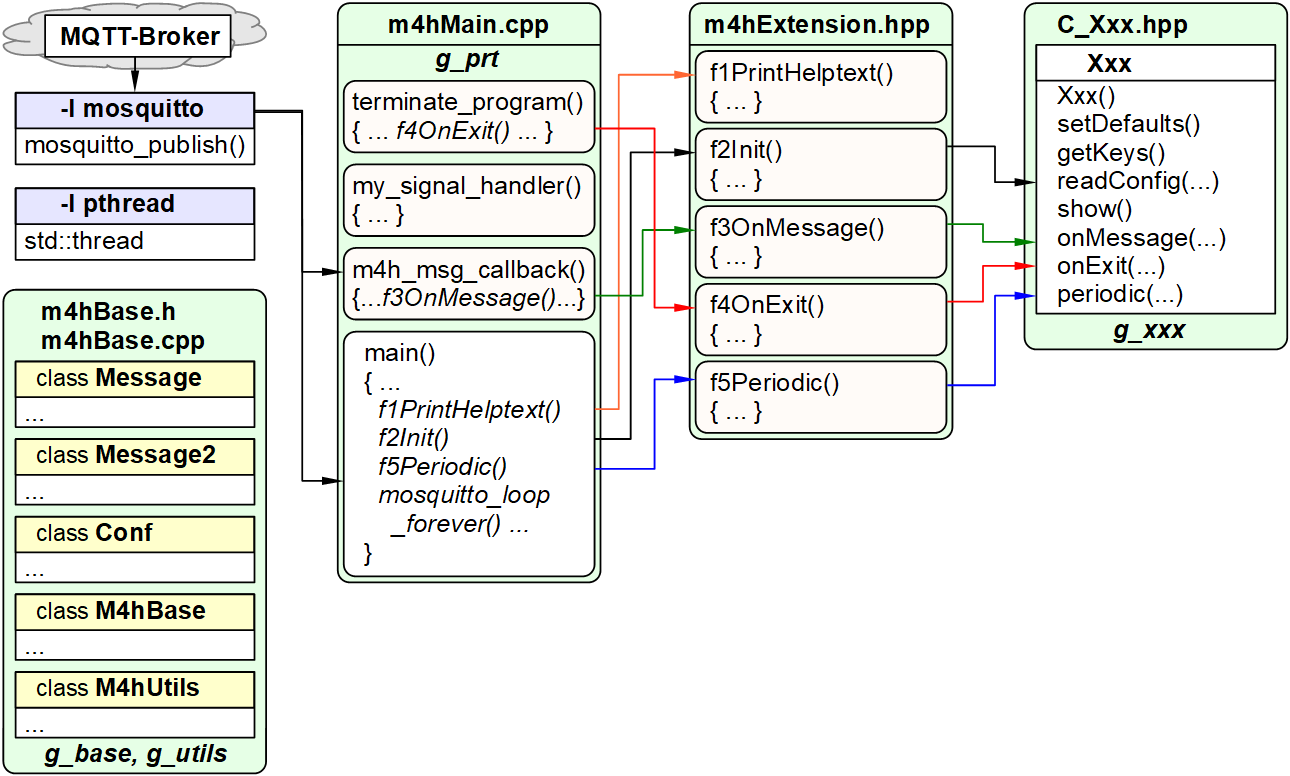 MQTT-Broker
-l mosquitto
mosquitto_publish()
-l pthread
std::thread
m4hBase.h
m4hBase.cpp
class Message
...
class Message2
...
class Conf
...
class M4hBase
...
class M4hUtils
...
g_base, g_utils
m4hMain.cpp
g_prt
terminate_program()
{ ... f4OnExit() ... }
my_signal_handler()
{ ... }
m4h_msg_callback()
{...f3OnMessage()...}
main()
{ ...
f1PrintHelptext()
f2Init()
f5Periodic()
mosquitto_loop
_forever() ...
}
m4hExtension.hpp
f1PrintHelptext()
{ ... }
f2Init()
{ ... }
f3OnMessage()
{ ... }
f4OnExit()
{ ... }
f5Periodic()
{ ... }
C_Xxx.hpp
Xxx
Xxx()
setDefaults()
getKeys()
readConfig(...)
show()
onMessage(...)
onExit(...)
periodic(...)
g_xxx